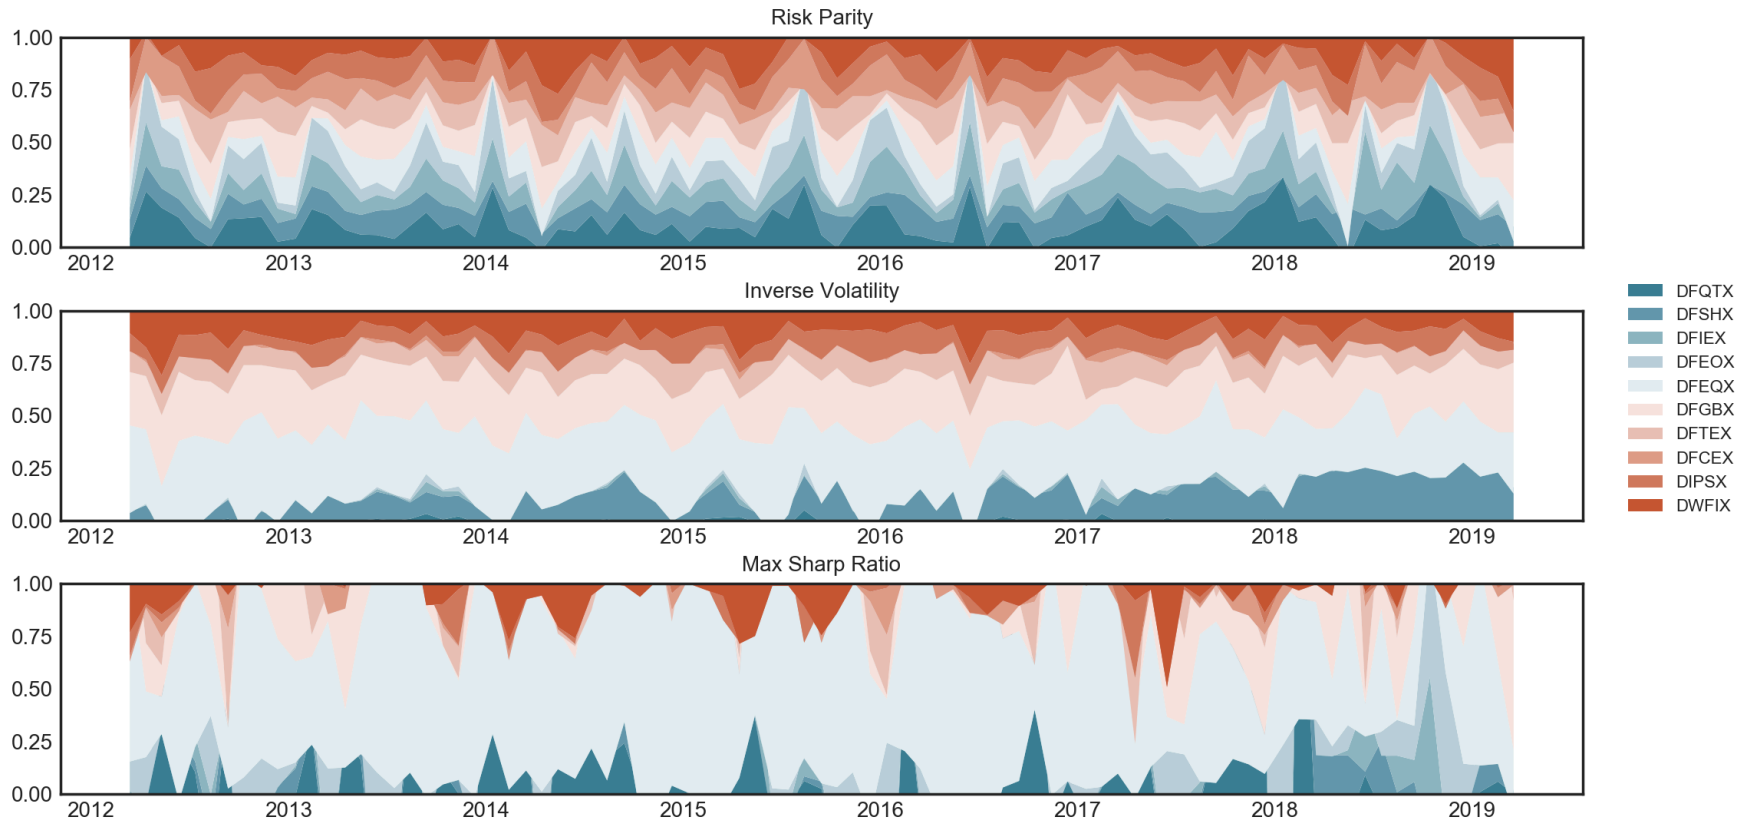 Risk Parity
1.00
0.75
0.50
0.25
0.00
2012 2013 2014 2015 2016 2017 2018 2019
Inverse Volatility
1.00
0.75
0.50
0.25
0.00
2012 2013 2014 2015 2016 2017 2018 2019
Max Sharp Ratio
1.00
0.75
0.50
0.25
0.00
2012 2013 2014 2015 2016 2017 2018 2019
DFQTX
DFSHX
DFIEX
DFEOX
DFEQX
DFGBX
DFTEX
DFCEX
DIPSX
DWFIX